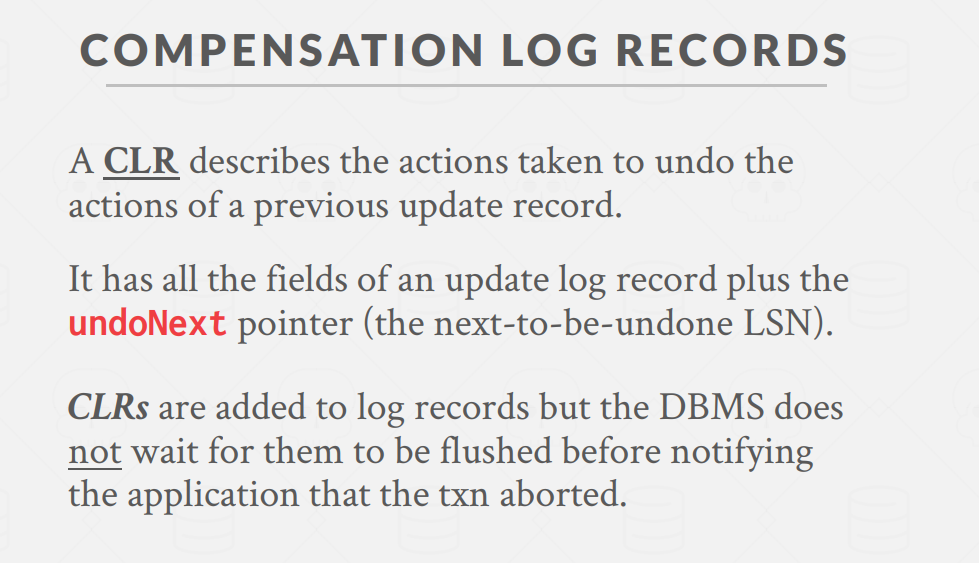 COMPENSATION LOG RECORDS
A CLR describes the actions taken to undo the
actions of a previous update record.
It has all the fields of an update log record plus the
undoNext pointer (the next-to-be-undone LSN).
CLRs are added to log records but the DBMS does
not wait for them to be flushed before notifying
the application that the txn aborted.